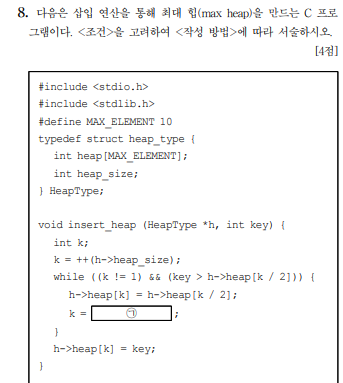 8. 다음은 삽입 연산을 통해 최대 힙(max heap)을 만드는 C 프로
그램이다. <조건>을 고려하여 <작성 방법>에 따라 서술하시오.
[4점]
#include <stdio.h>
#include <stdlib.h>
#define MAX_ELEMENT 10
typedef struct heap_type {
int heap[MAX_ELEMENT];
int heap_size;
} HeapType;
void insert_heap (HeapType *h, int key) {
int k;
k = ++(h->heap_size);
while ((k != 1) && (key > h->heap[k / 2])) {
h->heap[k] = h->heap[k / 2];
k = ㉠ ;
}
h->heap[k] = key;
}